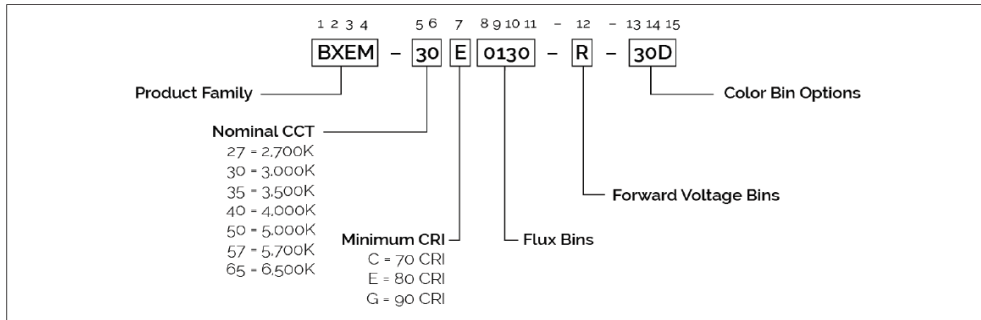 1 2 3 4 5 6 7 8 9 10 11 - 12 - 13 14 15
BXEM - 30 E 0130 - R - 30D
Product Family
Color Bin Options
Nominal CCT
27 = 2,700K
30 = 3,000K
35 = 3,500K
40 = 4,000K
50 = 5,000K
57 = 5,700K
65 = 6,500K
Forward Voltage Bins
Minimum CRI
C = 70 CRI
E = 80 CRI
G = 90 CRI
Flux Bins